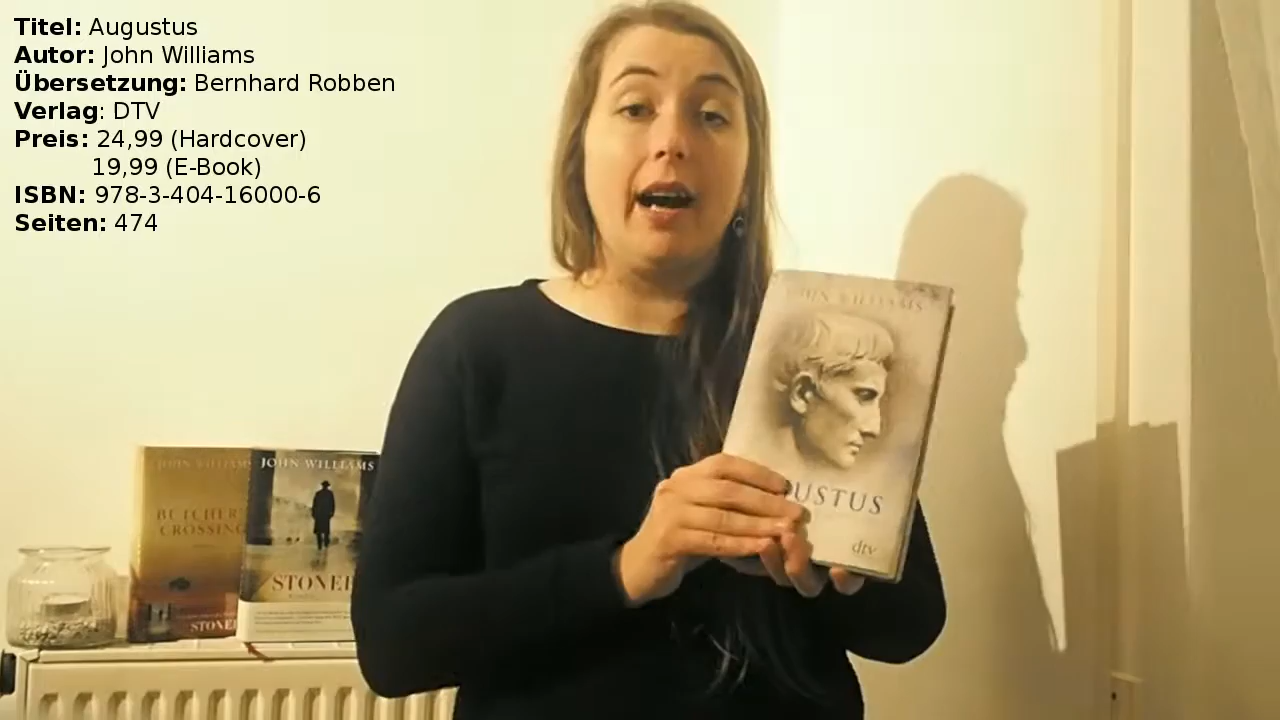 Titel: Augustus
Autor: John Williams
Übersetzung: Bernhard Robben
Verlag: DTV
Preis: 24,99 (Hardcover)
19,99 (E-Book)
ISBN: 978-3-404-16000-6
Seiten: 474
JOHN WILLIAMS
USTUS
dtv
JOHN WILLIAMS
BUTCHER'
CROSSING
STONE
JOHN WILLIAMS
STONER